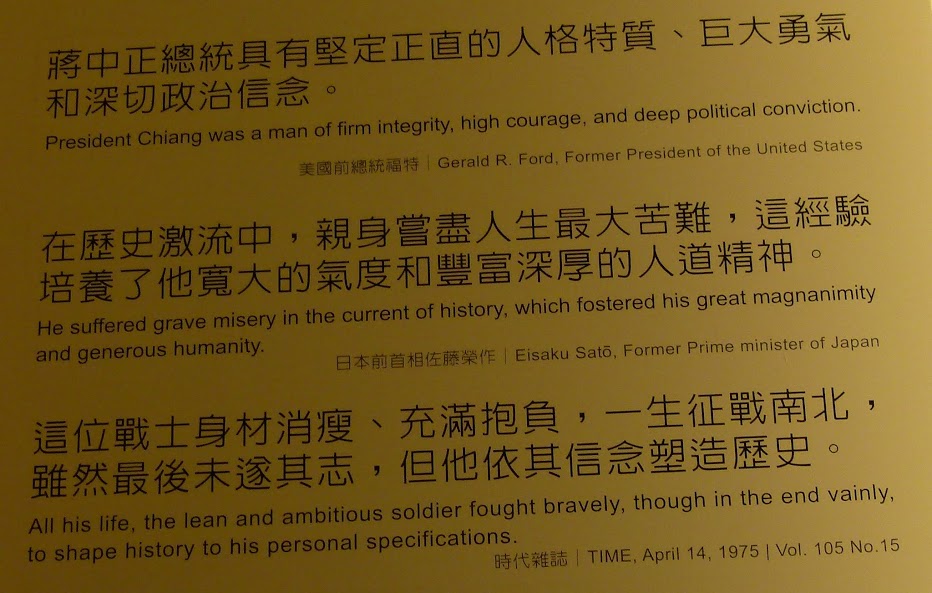 蔣中正總統具有堅定正直的人格特質、巨大勇氣
和深切政治信念。
President Chiang was a man of firm integrity, high courage, and deep political conviction.
美國前總統福特｜Gerald R. Ford, Former President of the United States
在歷史激流中，親身嘗盡人生最大苦難，這經驗
培養了他寬大的氣度和豐富深厚的人道精神。
He suffered grave misery in the current of history, which fostered his great magnanimity
and generous humanity.
日本前首相佐藤榮作｜Eisaku Satō, Former Prime minister of Japan
這位戰士身材消瘦、充滿抱負，一生征戰南北，
雖然最後未遂其志，但他依其信念塑造歷史。
All his life, the lean and ambitious soldier fought bravely, though in the end vainly,
to shape history to his personal specifications.
時代雜誌｜TIME, April 14, 1975 | Vol. 105 No.15